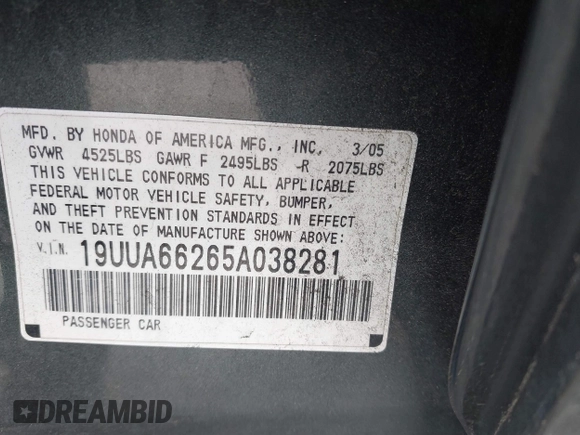 MFD. BY HONDA OF AMERICA MFG., INC. 3/05
GVWR 4525LBS GAWR F 2495LBS -R 2075LBS
THIS VEHICLE CONFORMS TO ALL APPLICABLE
FEDERAL MOTOR VEHICLE SAFETY, BUMPER,
AND THEFT PREVENTION STANDARDS IN EFFECT
ON THE DATE OF MANUFACTURE SHOWN ABOVE:
V.I.N. 19UUA66265A038281
PASSENGER CAR
DREAMBID